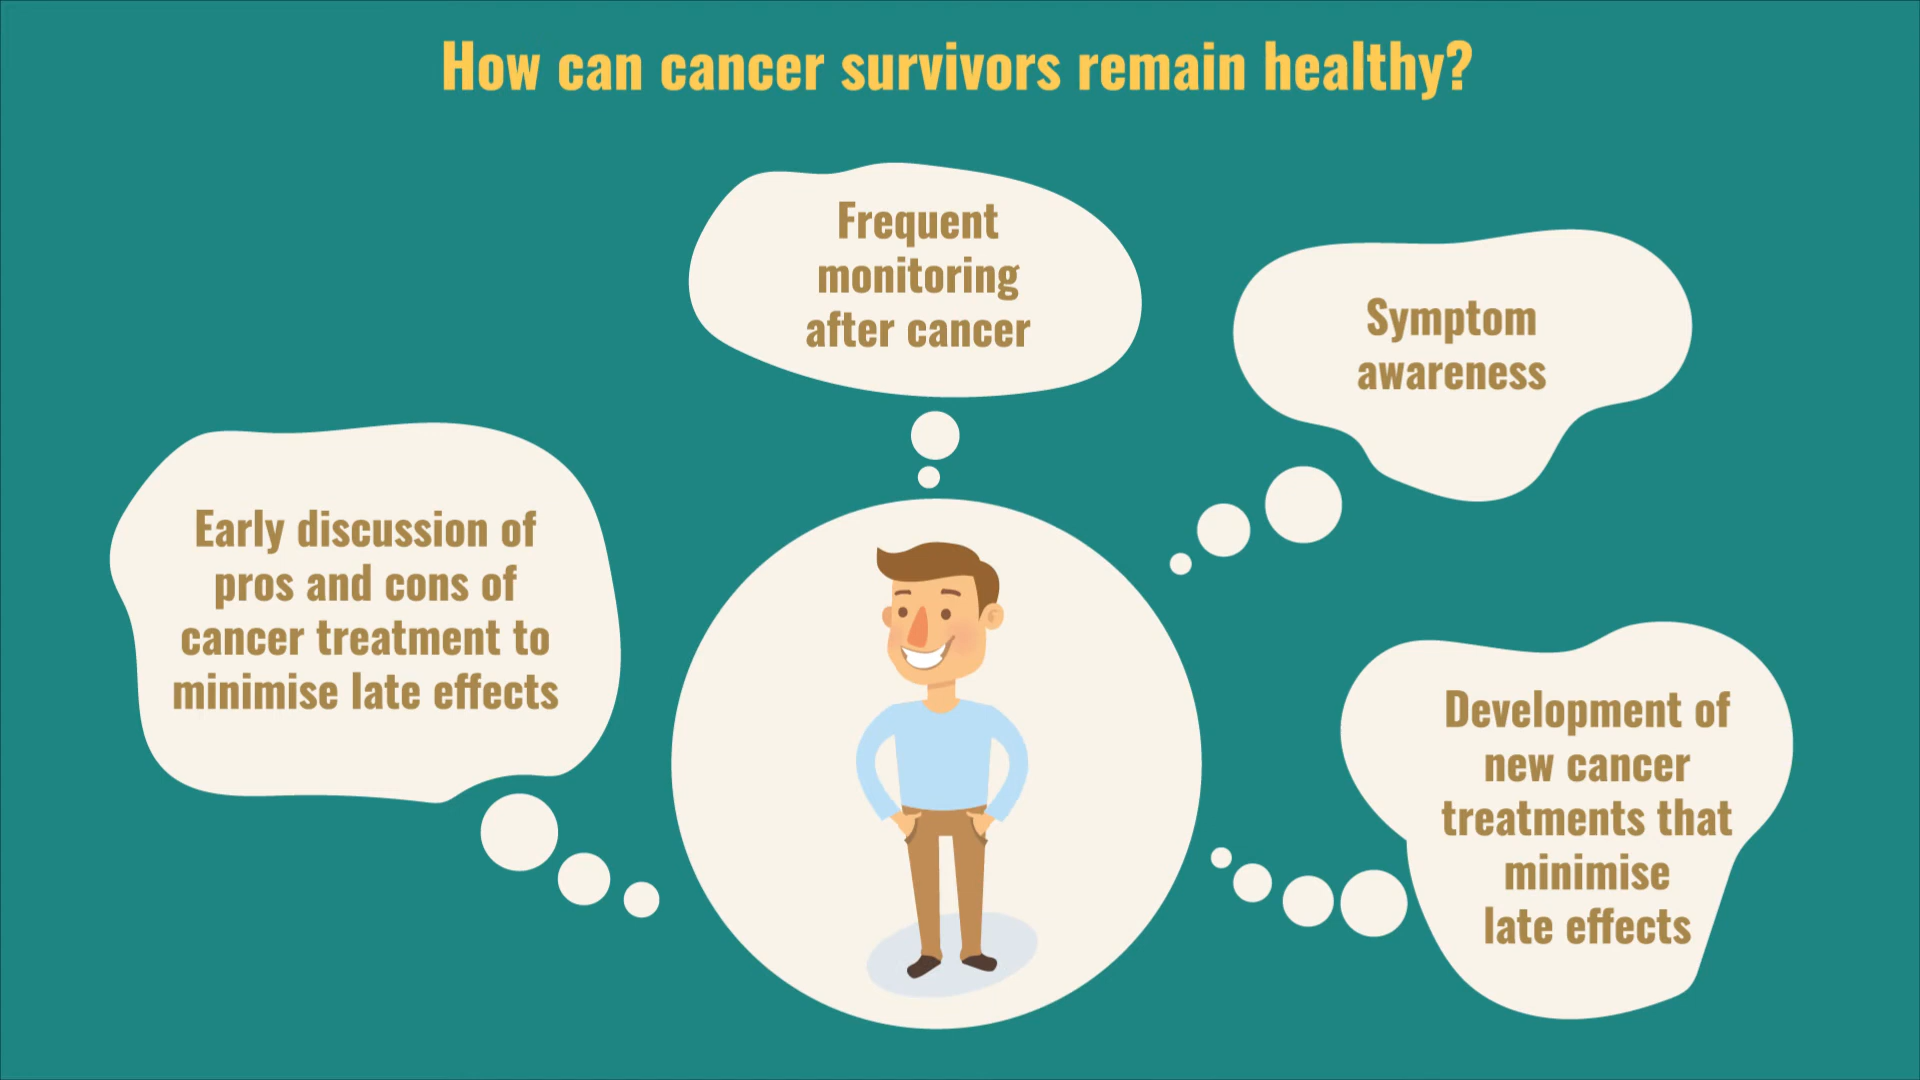 How can cancer survivors remain healthy?
Frequent
monitoring
after cancer
Symptom
awareness
Early discussion of
pros and cons of
cancer treatment to
minimise late effects
Development of
new cancer
treatments that
minimise
late effects